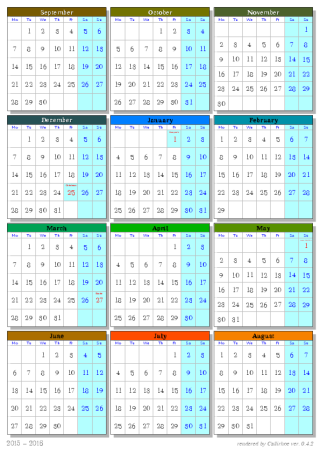 September
Mo Tu We Th Fr Sa Su
1 2 3 4 5 6
7 8 9 10 11 12 13
14 15 16 17 18 19 20
21 22 23 24 25 26 27
28 29 30
October
Mo Tu We Th Fr Sa Su
1 2 3 4
5 6 7 8 9 10 11
12 13 14 15 16 17 18
19 20 21 22 23 24 25
26 27 28 29 30 31
November
Mo Tu We Th Fr Sa Su
1
2 3 4 5 6 7 8
9 10 11 12 13 14 15
16 17 18 19 20 21 22
23 24 25 26 27 28 29
30
December
Mo Tu We Th Fr Sa Su
1 2 3 4 5 6
7 8 9 10 11 12 13
14 15 16 17 18 19 20
21 22 23 24 25 26 27
28 29 30 31
January
Mo Tu We Th Fr Sa Su
1 2 3
4 5 6 7 8 9 10
11 12 13 14 15 16 17
18 19 20 21 22 23 24
25 26 27 28 29 30 31
February
Mo Tu We Th Fr Sa Su
1 2 3 4 5 6 7
8 9 10 11 12 13 14
15 16 17 18 19 20 21
22 23 24 25 26 27 28
29
March
Mo Tu We Th Fr Sa Su
1 2 3 4 5 6
7 8 9 10 11 12 13
14 15 16 17 18 19 20
21 22 23 24 25 26 27
28 29 30 31
April
Mo Tu We Th Fr Sa Su
1 2 3
4 5 6 7 8 9 10
11 12 13 14 15 16 17
18 19 20 21 22 23 24
25 26 27 28 29 30
May
Mo Tu We Th Fr Sa Su
1
2 3 4 5 6 7 8
9 10 11 12 13 14 15
16 17 18 19 20 21 22
23 24 25 26 27 28 29
30 31
June
Mo Tu We Th Fr Sa Su
1 2 3 4 5
6 7 8 9 10 11 12
13 14 15 16 17 18 19
20 21 22 23 24 25 26
27 28 29 30
July
Mo Tu We Th Fr Sa Su
1 2 3
4 5 6 7 8 9 10
11 12 13 14 15 16 17
18 19 20 21 22 23 24
25 26 27 28 29 30 31
August
Mo Tu We Th Fr Sa Su
1 2 3 4 5 6 7
8 9 10 11 12 13 14
15 16 17 18 19 20 21
22 23 24 25 26 27 28
29 30 31
2015 – 2016
rendered by ver. 0.4.2